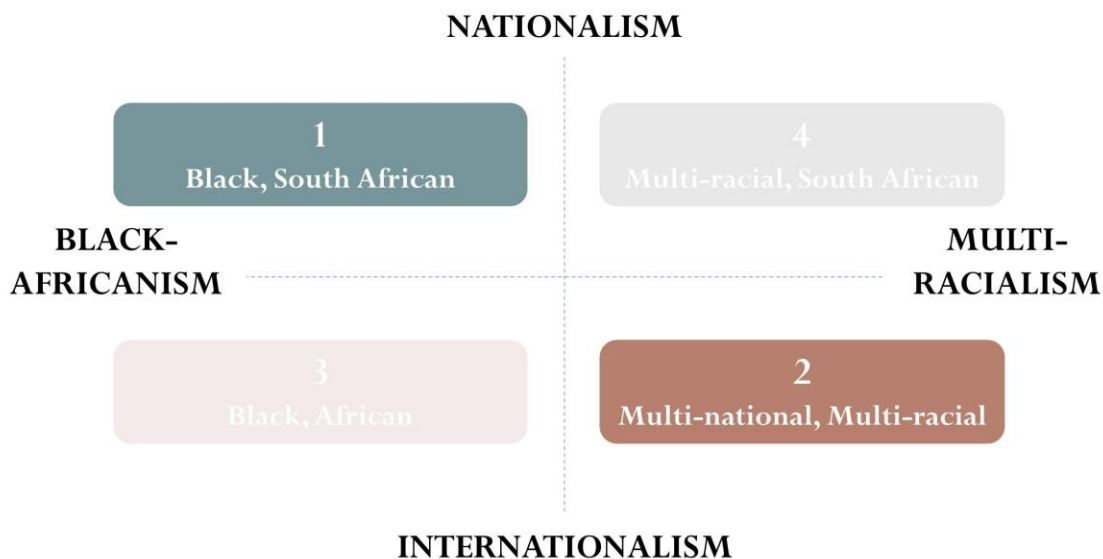 NATIONALISM
1
Black, South African
4
Multi-racial, South African
BLACK-
AFRICANISM
MULTI-
RACIALISM
3
Black, African
2
Multi-national, Multi-racial
INTERNATIONALISM